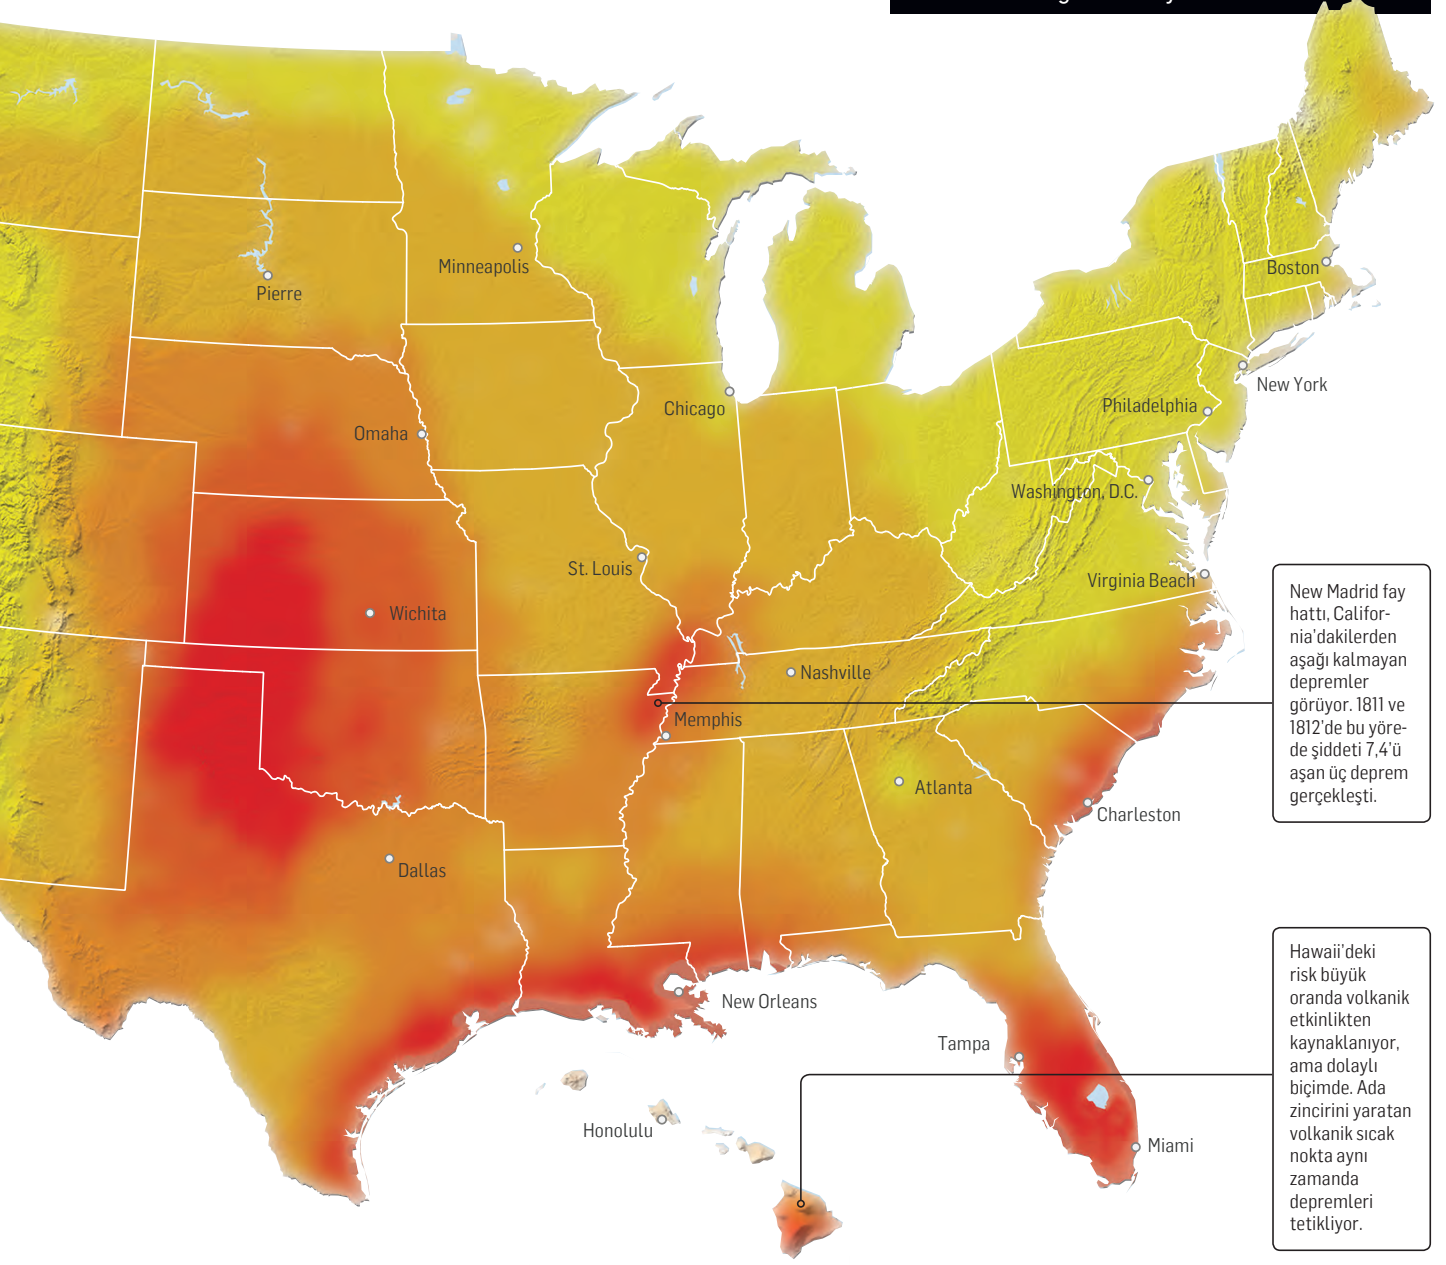 Boston
Minneapolis
Pierre
New York
Chicago
Philadelphia
Omaha
Washington, D.C.
St. Louis
Virginia Beach
Wichita
New Madrid fay
hattı, Califor-
nia’dakilerden
aşağı kalmayan
depremler
görüyor. 1811 ve
1812’de bu yöre-
de şiddeti 7,4’ü
aşan üç deprem
gerçekleşti.
Nashville
Memphis
Atlanta
Charleston
Dallas
New Orleans
Tampa
Hawaii’deki
risk büyük
oranda volkanik
etkinlikten
kaynaklanıyor,
ama dolaylı
biçimde. Ada
zincirini yaratan
volkanik sıcak
nokta aynı
zamanda
depremleri
tetikliyor.
Honolulu
Miami